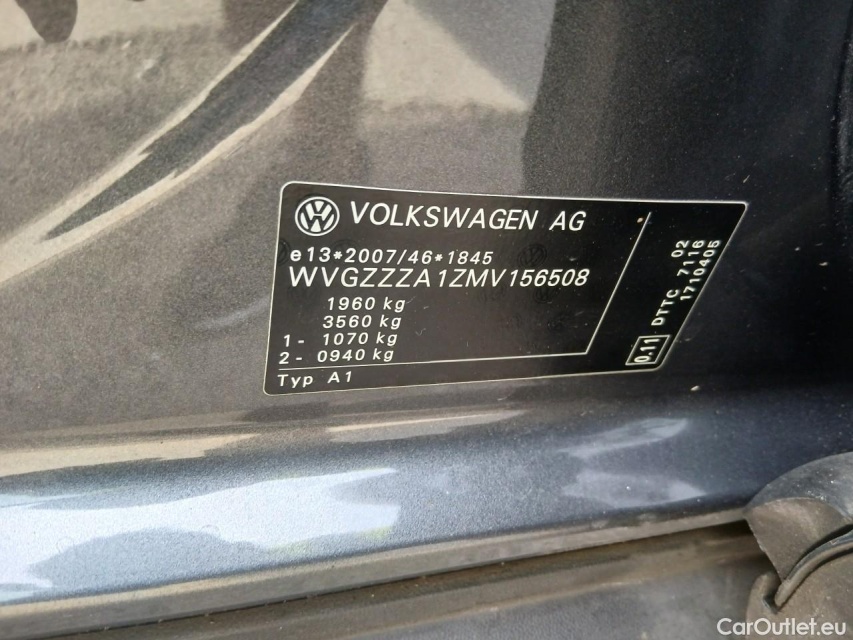 VOLKSWAGEN AG
e13*2007/46*1845
WVGZZZA1ZMV156508
1960 kg
3560 kg
1- 1070 kg
2- 0940 kg
Typ A1
0.11
DTTC 7116 02
1710405
CarOutlet.eu